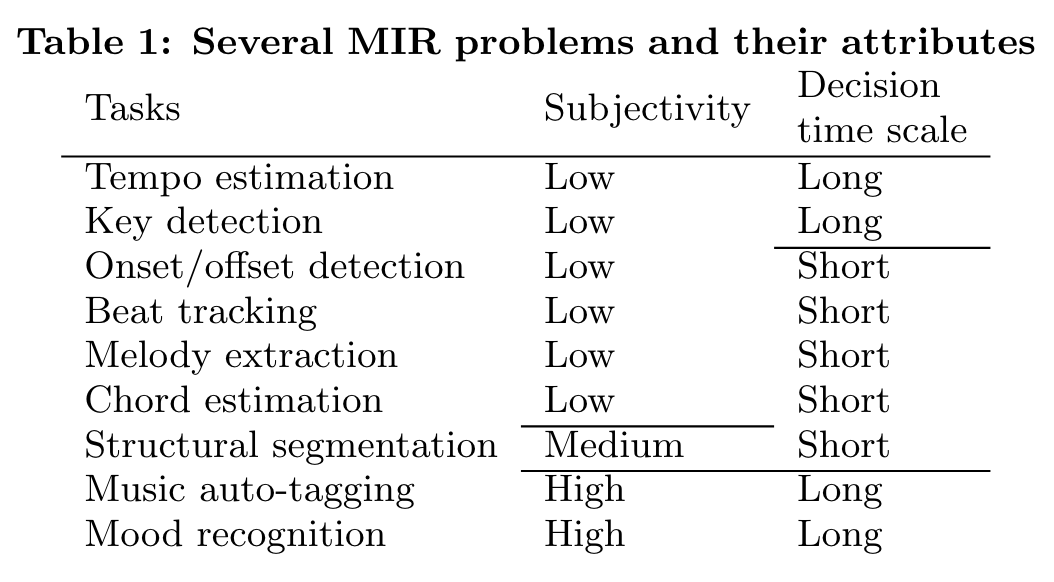 Table 1: Several MIR problems and their attributes
Tasks Subjectivity Decision time scale
Tempo estimation Low Long
Key detection Low Long
Onset/offset detection Low Short
Beat tracking Low Short
Melody extraction Low Short
Chord estimation Low Short
Structural segmentation Medium Short
Music auto-tagging High Long
Mood recognition High Long